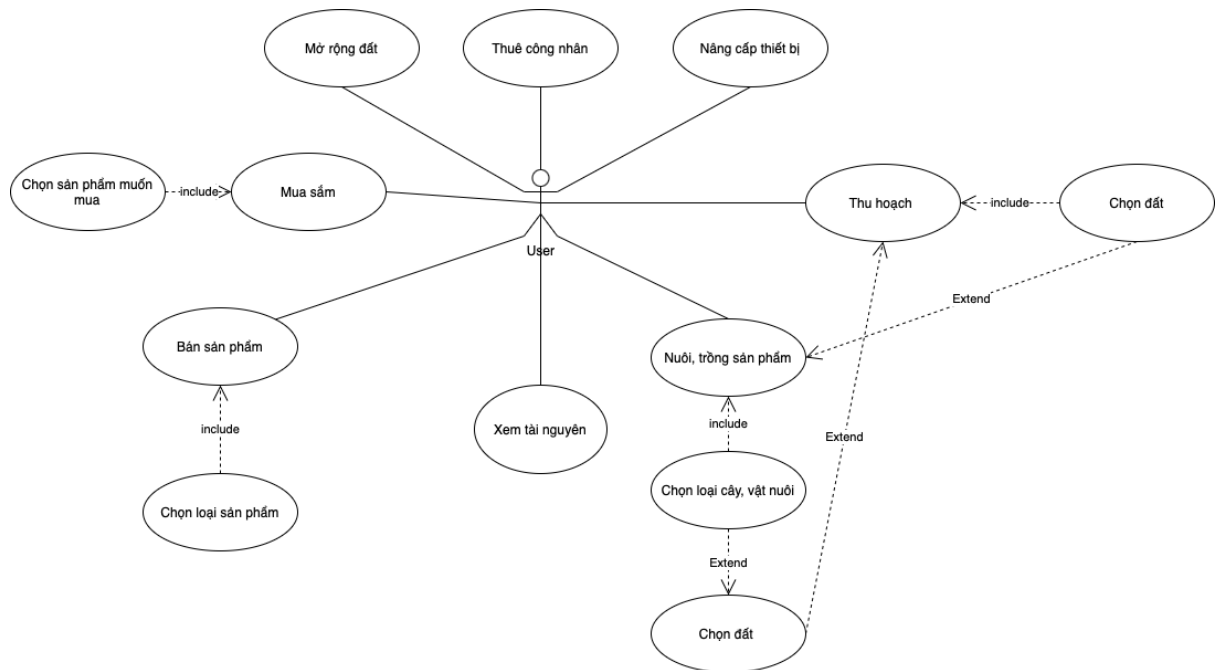 Mở rộng đất
Thuê công nhân
Nâng cấp thiết bị
Chọn sản phẩm muốn
mua
include
Mua sắm
Thu hoạch
include
Chọn đất
User
Extend
Bán sản phẩm
Nuôi, trồng sản phẩm
include
Xem tài nguyên
include
Extend
Chọn loại sản phẩm
Chọn loại cây, vật nuôi
Extend
Chọn đất